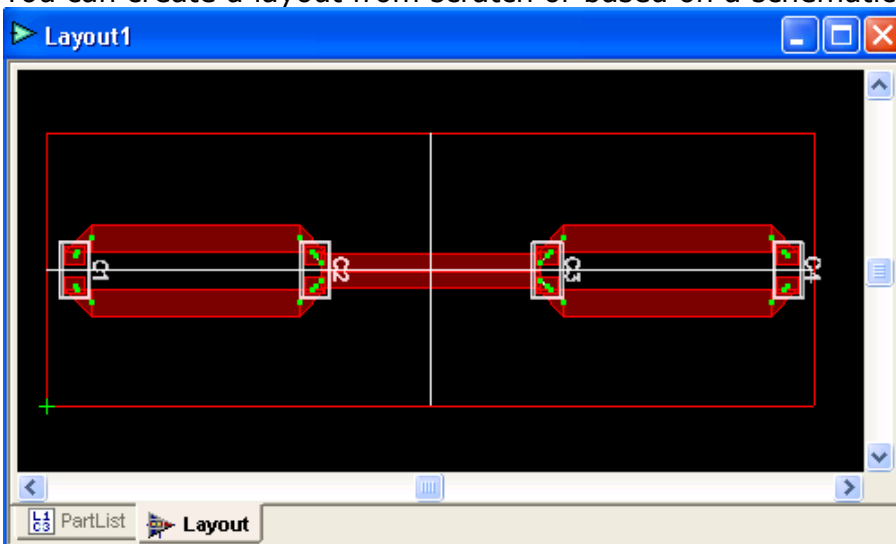 You can create a layout from scratch or based on a schematic
Layout1
C1
C2
C3
C4
PartList
Layout